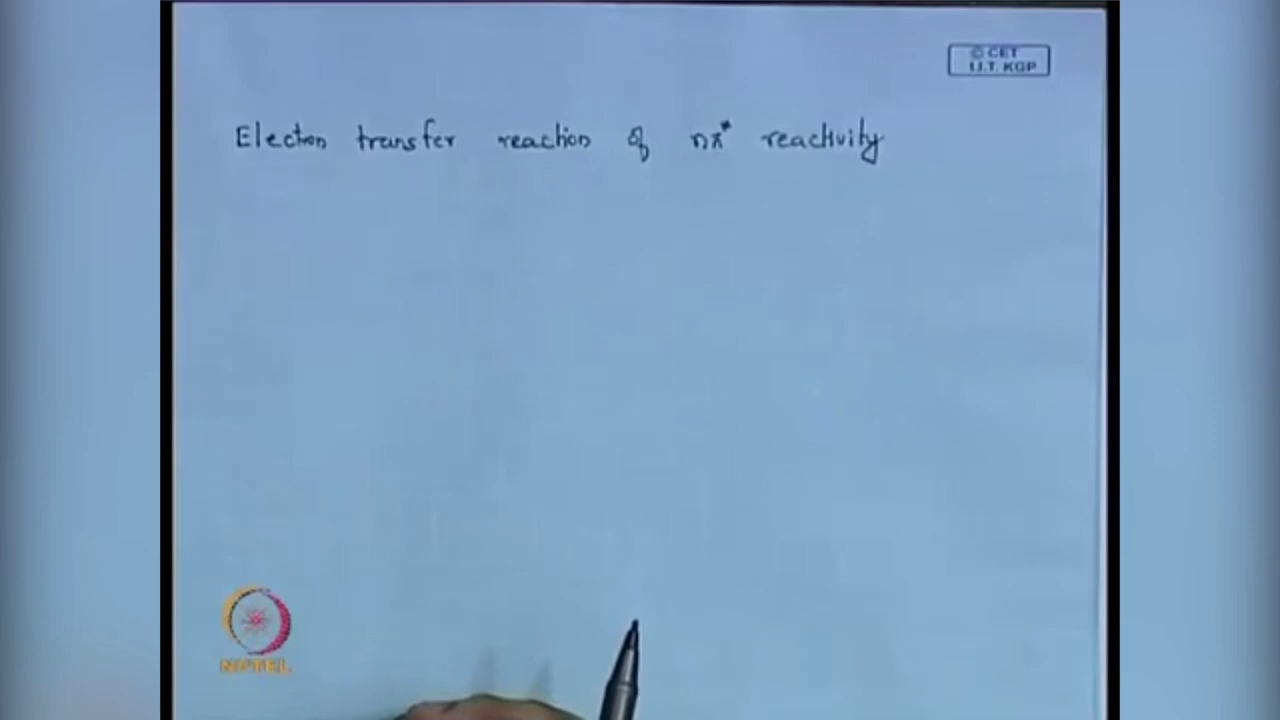 © CET
I.I.T. KGP
Electron transfer reaction of nπ* reactivity
NPTEL